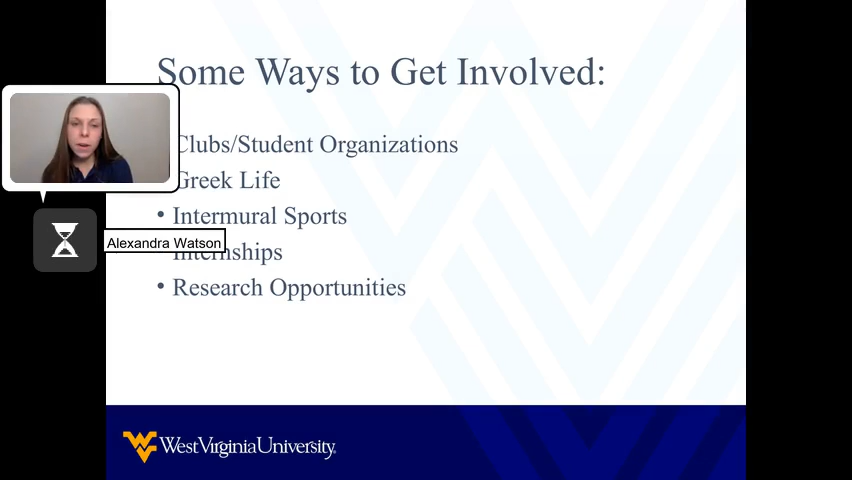 Some Ways to Get Involved:
Clubs/Student Organizations
Greek Life
• Intermural Sports
Alexandra Watson
Internships
• Research Opportunities
WestVirginiaUniversity.